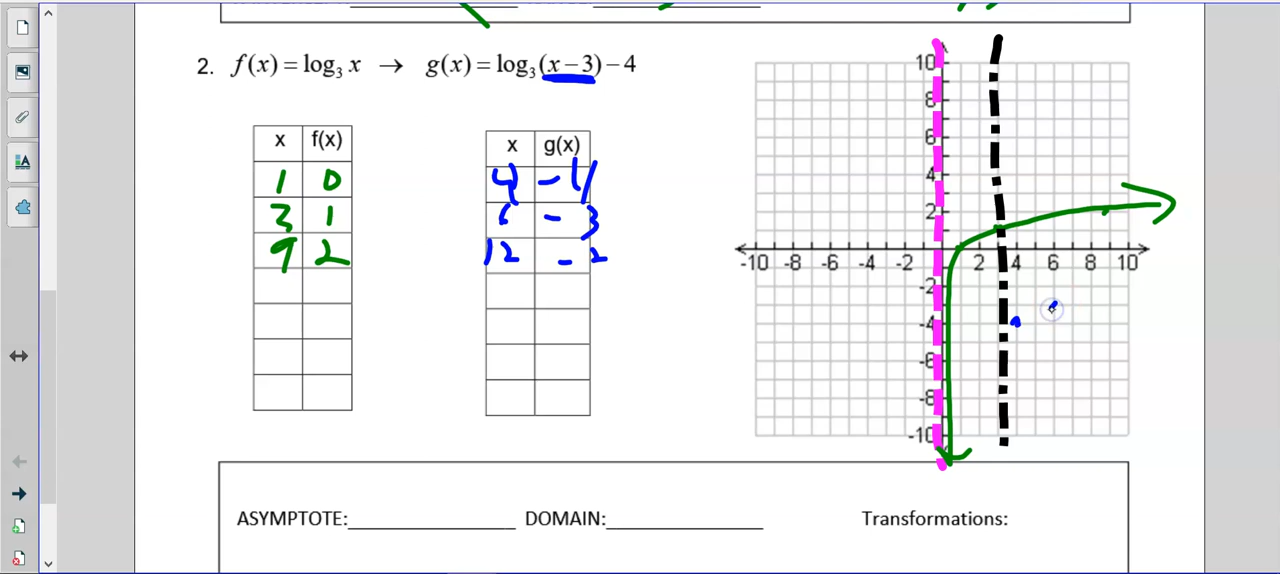 2. f(x) = log₃ x → g(x) = log₃(x − 3) − 4
x f(x)
1 0
3 1
9 2
x g(x)
4 -4
6 - 3
12 - 2
10
8
6
4
2
-10 -8 -6 -4 -2 2 4 6 8 10
-2
-4
-6
-8
-10
ASYMPTOTE:________________ DOMAIN:________________ Transformations: